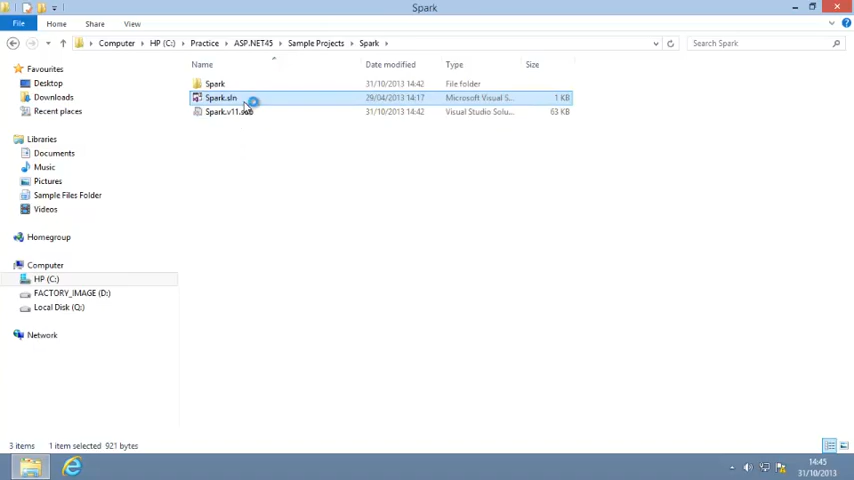 Spark
File Home Share View
Computer HP (C:) Practice ASP.NET45 Sample Projects Spark Search Spark
Name Date modified Type Size
Favourites
Desktop
Downloads
Recent places
Libraries
Documents
Music
Pictures
Sample Files Folder
Videos
Homegroup
Computer
HP (C:)
FACTORY_IMAGE (D:)
Local Disk (Q:)
Network
Spark 31/10/2013 14:42 File folder
Spark.sln 29/04/2013 14:17 Microsoft Visual S... 1 KB
31/10/2013 14:42 Visual Studio Solu... 63 KB
3 items 1 item selected 921 bytes
14:45
31/10/2013